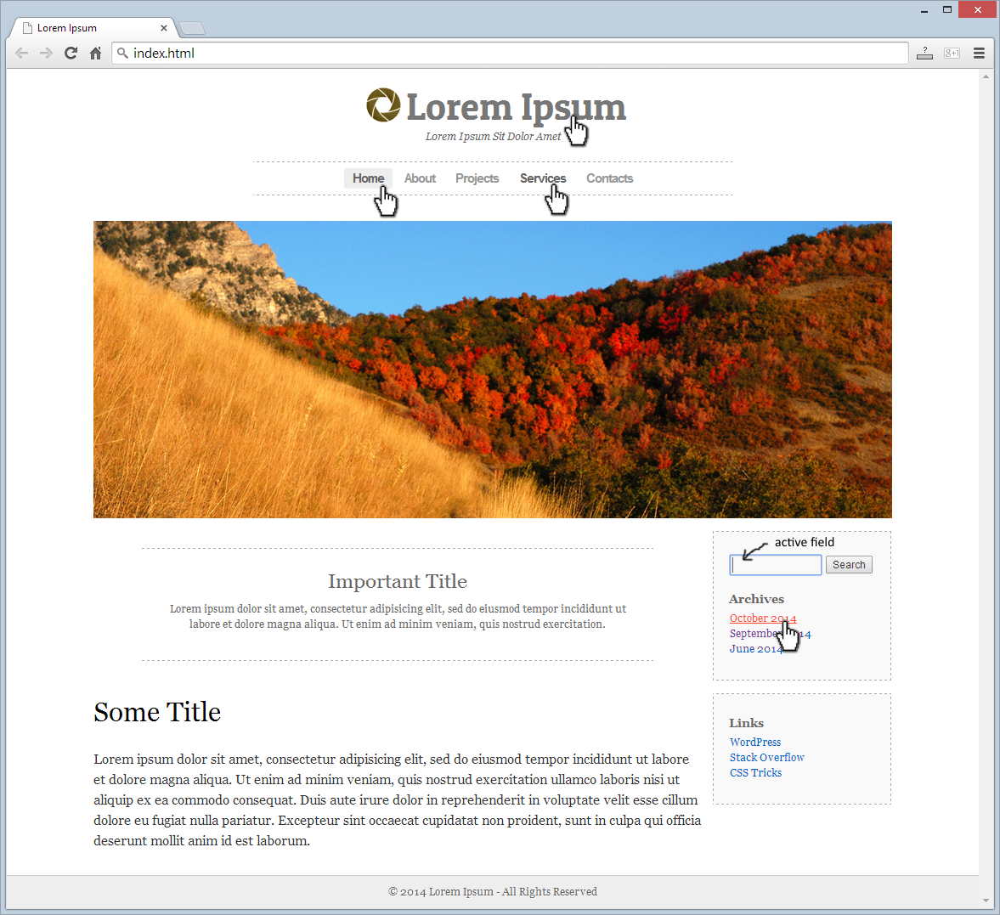 Lorem Ipsum
index.html
?
g+1
Lorem Ipsum
Lorem Ipsum Sit Dolor Amet
Home About Projects Services Contacts
active field
Search
Important Title
Lorem ipsum dolor sit amet, consectetur adipisicing elit, sed do eiusmod tempor incididunt ut
labore et dolore magna aliqua. Ut enim ad minim veniam, quis nostrud exercitation.
Archives
October 2014
September 2014
June 2014
Some Title
Lorem ipsum dolor sit amet, consectetur adipisicing elit, sed do eiusmod tempor incididunt ut labore
et dolore magna aliqua. Ut enim ad minim veniam, quis nostrud exercitation ullamco laboris nisi ut
aliquip ex ea commodo consequat. Duis aute irure dolor in reprehenderit in voluptate velit esse cillum
dolore eu fugiat nulla pariatur. Excepteur sint occaecat cupidatat non proident, sunt in culpa qui officia
deserunt mollit anim id est laborum.
Links
WordPress
Stack Overflow
CSS Tricks
© 2014 Lorem Ipsum - All Rights Reserved